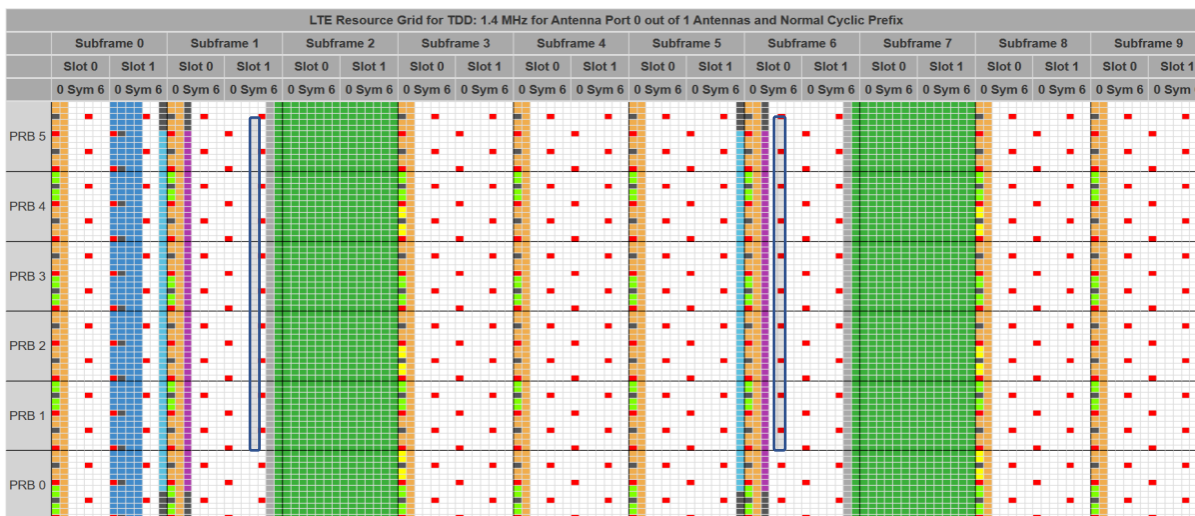 LTE Resource Grid for TDD: 1.4 MHz for Antenna Port 0 out of 1 Antennas and Normal Cyclic Prefix
Subframe 0 Subframe 1 Subframe 2 Subframe 3 Subframe 4 Subframe 5 Subframe 6 Subframe 7 Subframe 8 Subframe 9
Slot 0 Slot 1 Slot 0 Slot 1 Slot 0 Slot 1 Slot 0 Slot 1 Slot 0 Slot 1 Slot 0 Slot 1 Slot 0 Slot 1 Slot 0 Slot 1 Slot 0 Slot 1 Slot 0 Slot 1
0 Sym 6 0 Sym 6 0 Sym 6 0 Sym 6 0 Sym 6 0 Sym 6 0 Sym 6 0 Sym 6 0 Sym 6 0 Sym 6 0 Sym 6 0 Sym 6 0 Sym 6 0 Sym 6 0 Sym 6 0 Sym 6 0 Sym 6 0 Sym 6 0 Sym 6 0 Sym
PRB 5
PRB 4
PRB 3
PRB 2
PRB 1
PRB 0